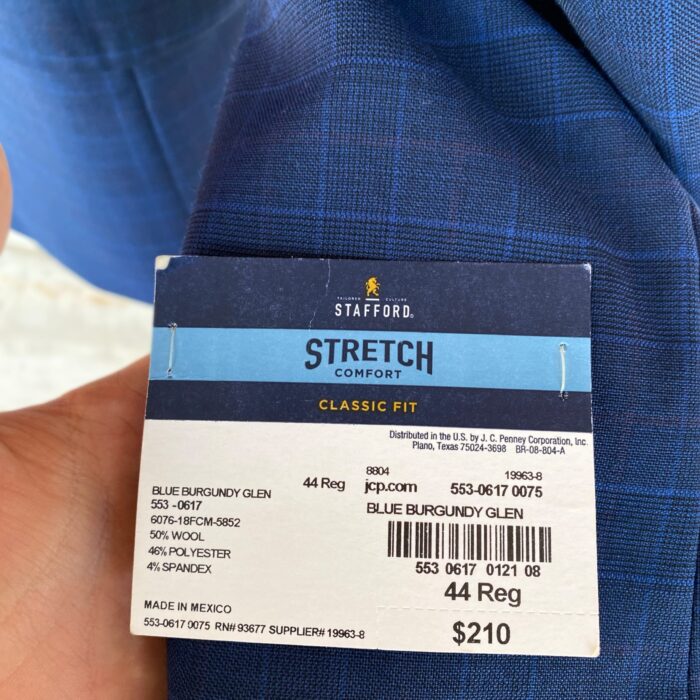 TAILORED CULTURE
STAFFORD®
STRETCH
COMFORT
CLASSIC FIT
Distributed in the U.S. by J. C. Penney Corporation, Inc.
Plano, Texas 75024-3698 BR-08-804-A
8804 19963-8
44 Reg jcp.com 553-0617 0075
BLUE BURGUNDY GLEN
BLUE BURGUNDY GLEN
553 -0617
6076-18FCM-5852
50% WOOL
46% POLYESTER
4% SPANDEX
553 0617 0121 08
44 Reg
MADE IN MEXICO
553-0617 0075 RN# 93677 SUPPLIER# 19963-8
$210